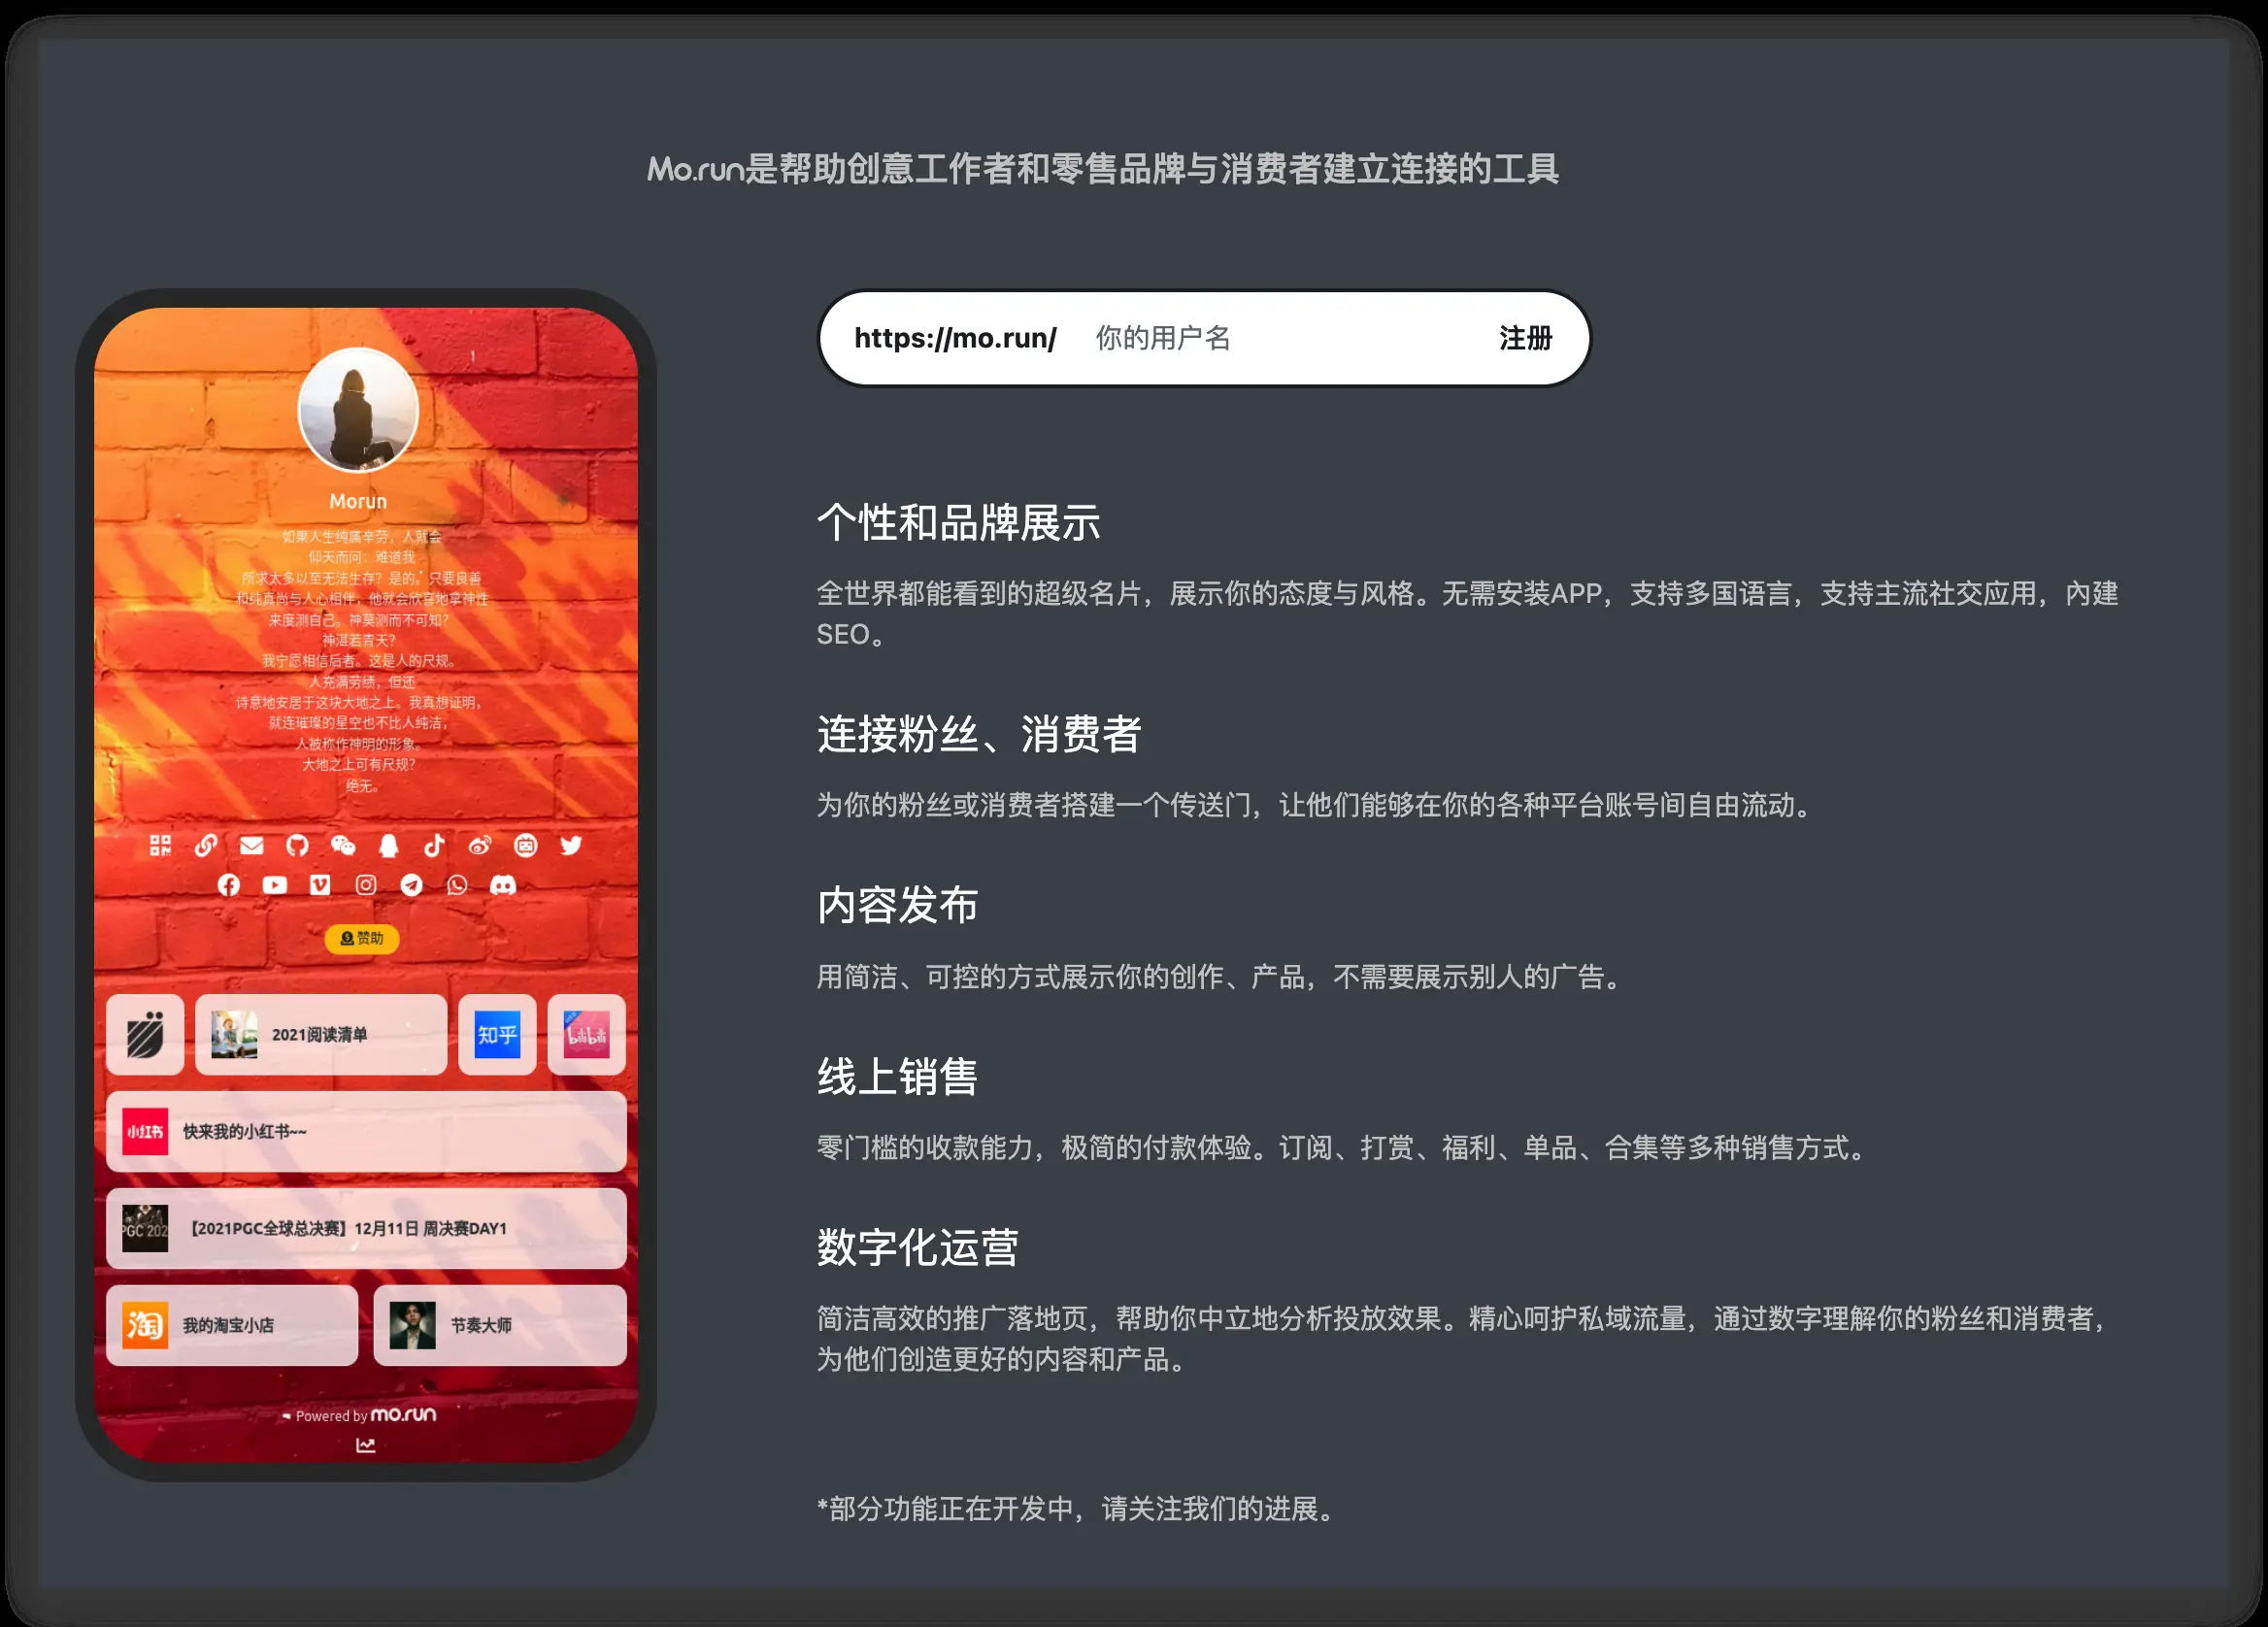 Mo.run是帮助创意工作者和零售品牌与消费者建立连接的工具
Morun
如果人生纯属辛劳，人就会
仰天而问：难道我
所求太多以至无法生存？是的。只要良善
和纯真尚与人心相伴，他就会欣喜地拿神性
来度测自己。神莫测而不可知？
神湛若青天？
我宁愿相信后者。这是人的尺规。
人充满劳绩，但还
诗意地安居于这块大地之上。我真想证明，
就连璀璨的星空也不比人纯洁，
人被称作神明的形象。
大地之上可有尺规？
绝无。
赞助
2021阅读清单
知乎
bilibili
小红书 快来我的小红书~~
PGC 202 【2021PGC全球总决赛】12月11日 周决赛DAY1
淘 我的淘宝小店
节奏大师
Powered by mo.run
https://mo.run/ 你的用户名 注册
个性和品牌展示
全世界都能看到的超级名片，展示你的态度与风格。无需安装APP，支持多国语言，支持主流社交应用，內建
SEO。
连接粉丝、消费者
为你的粉丝或消费者搭建一个传送门，让他们能够在你的各种平台账号间自由流动。
内容发布
用简洁、可控的方式展示你的创作、产品，不需要展示别人的广告。
线上销售
零门槛的收款能力，极简的付款体验。订阅、打赏、福利、单品、合集等多种销售方式。
数字化运营
简洁高效的推广落地页，帮助你中立地分析投放效果。精心呵护私域流量，通过数字理解你的粉丝和消费者，
为他们创造更好的内容和产品。
*部分功能正在开发中，请关注我们的进展。